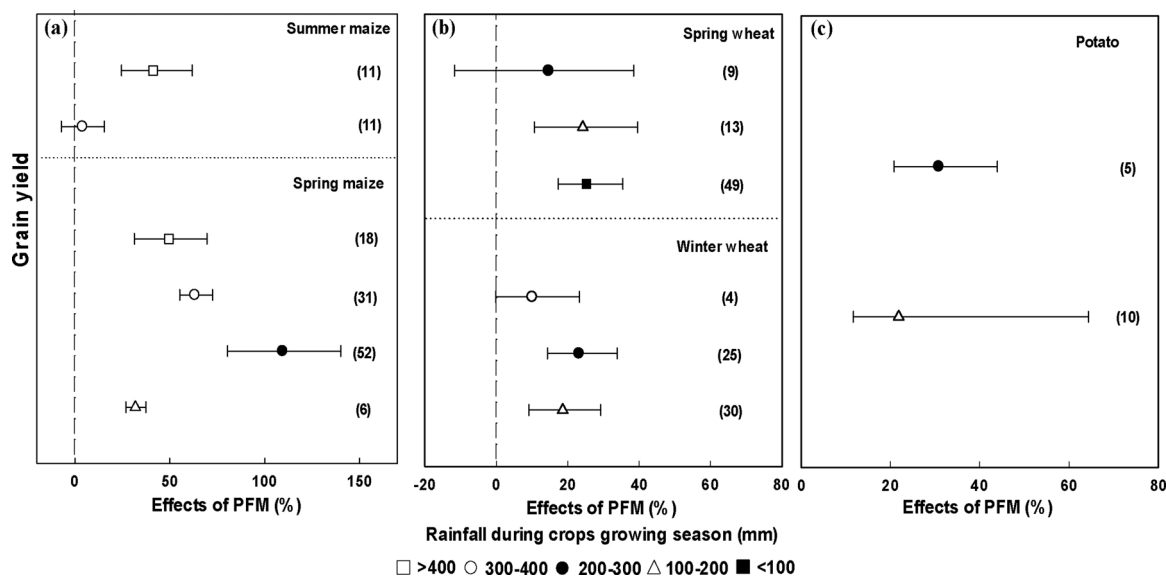 Grain yield
(a)
Summer maize
(11)
(11)
Spring maize
(18)
(31)
(52)
(6)
0 50 100 150
Effects of PFM (%)
(b)
Spring wheat
(9)
(13)
(49)
Winter wheat
(4)
(25)
(30)
-20 0 20 40 60 80
Effects of PFM (%)
(c)
Potato
(5)
(10)
0 20 40 60 80
Effects of PFM (%)
Rainfall during crops growing season (mm)
>400 300-400 200-300 100-200 <100